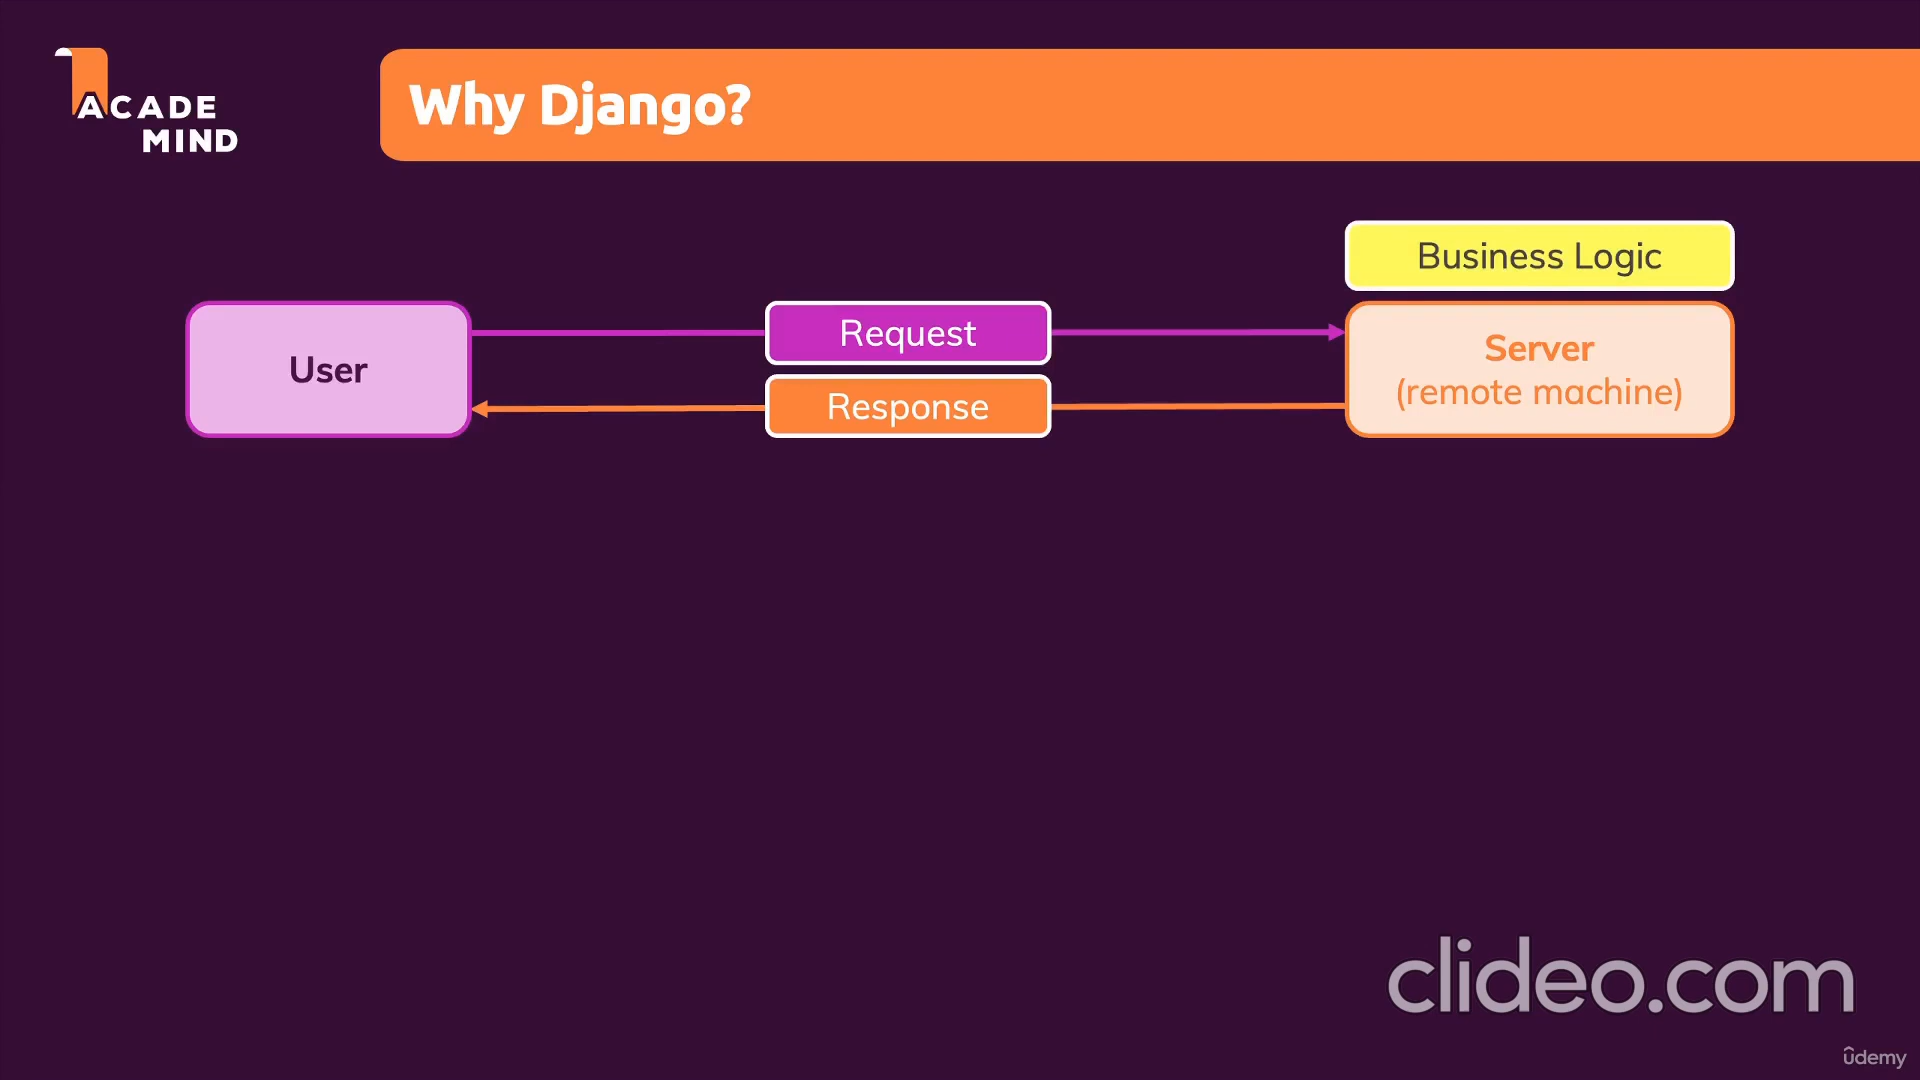 ACADE
MIND
Why Django?
Business Logic
User
Request
Response
Server
(remote machine)
clideo.com
ûdemy